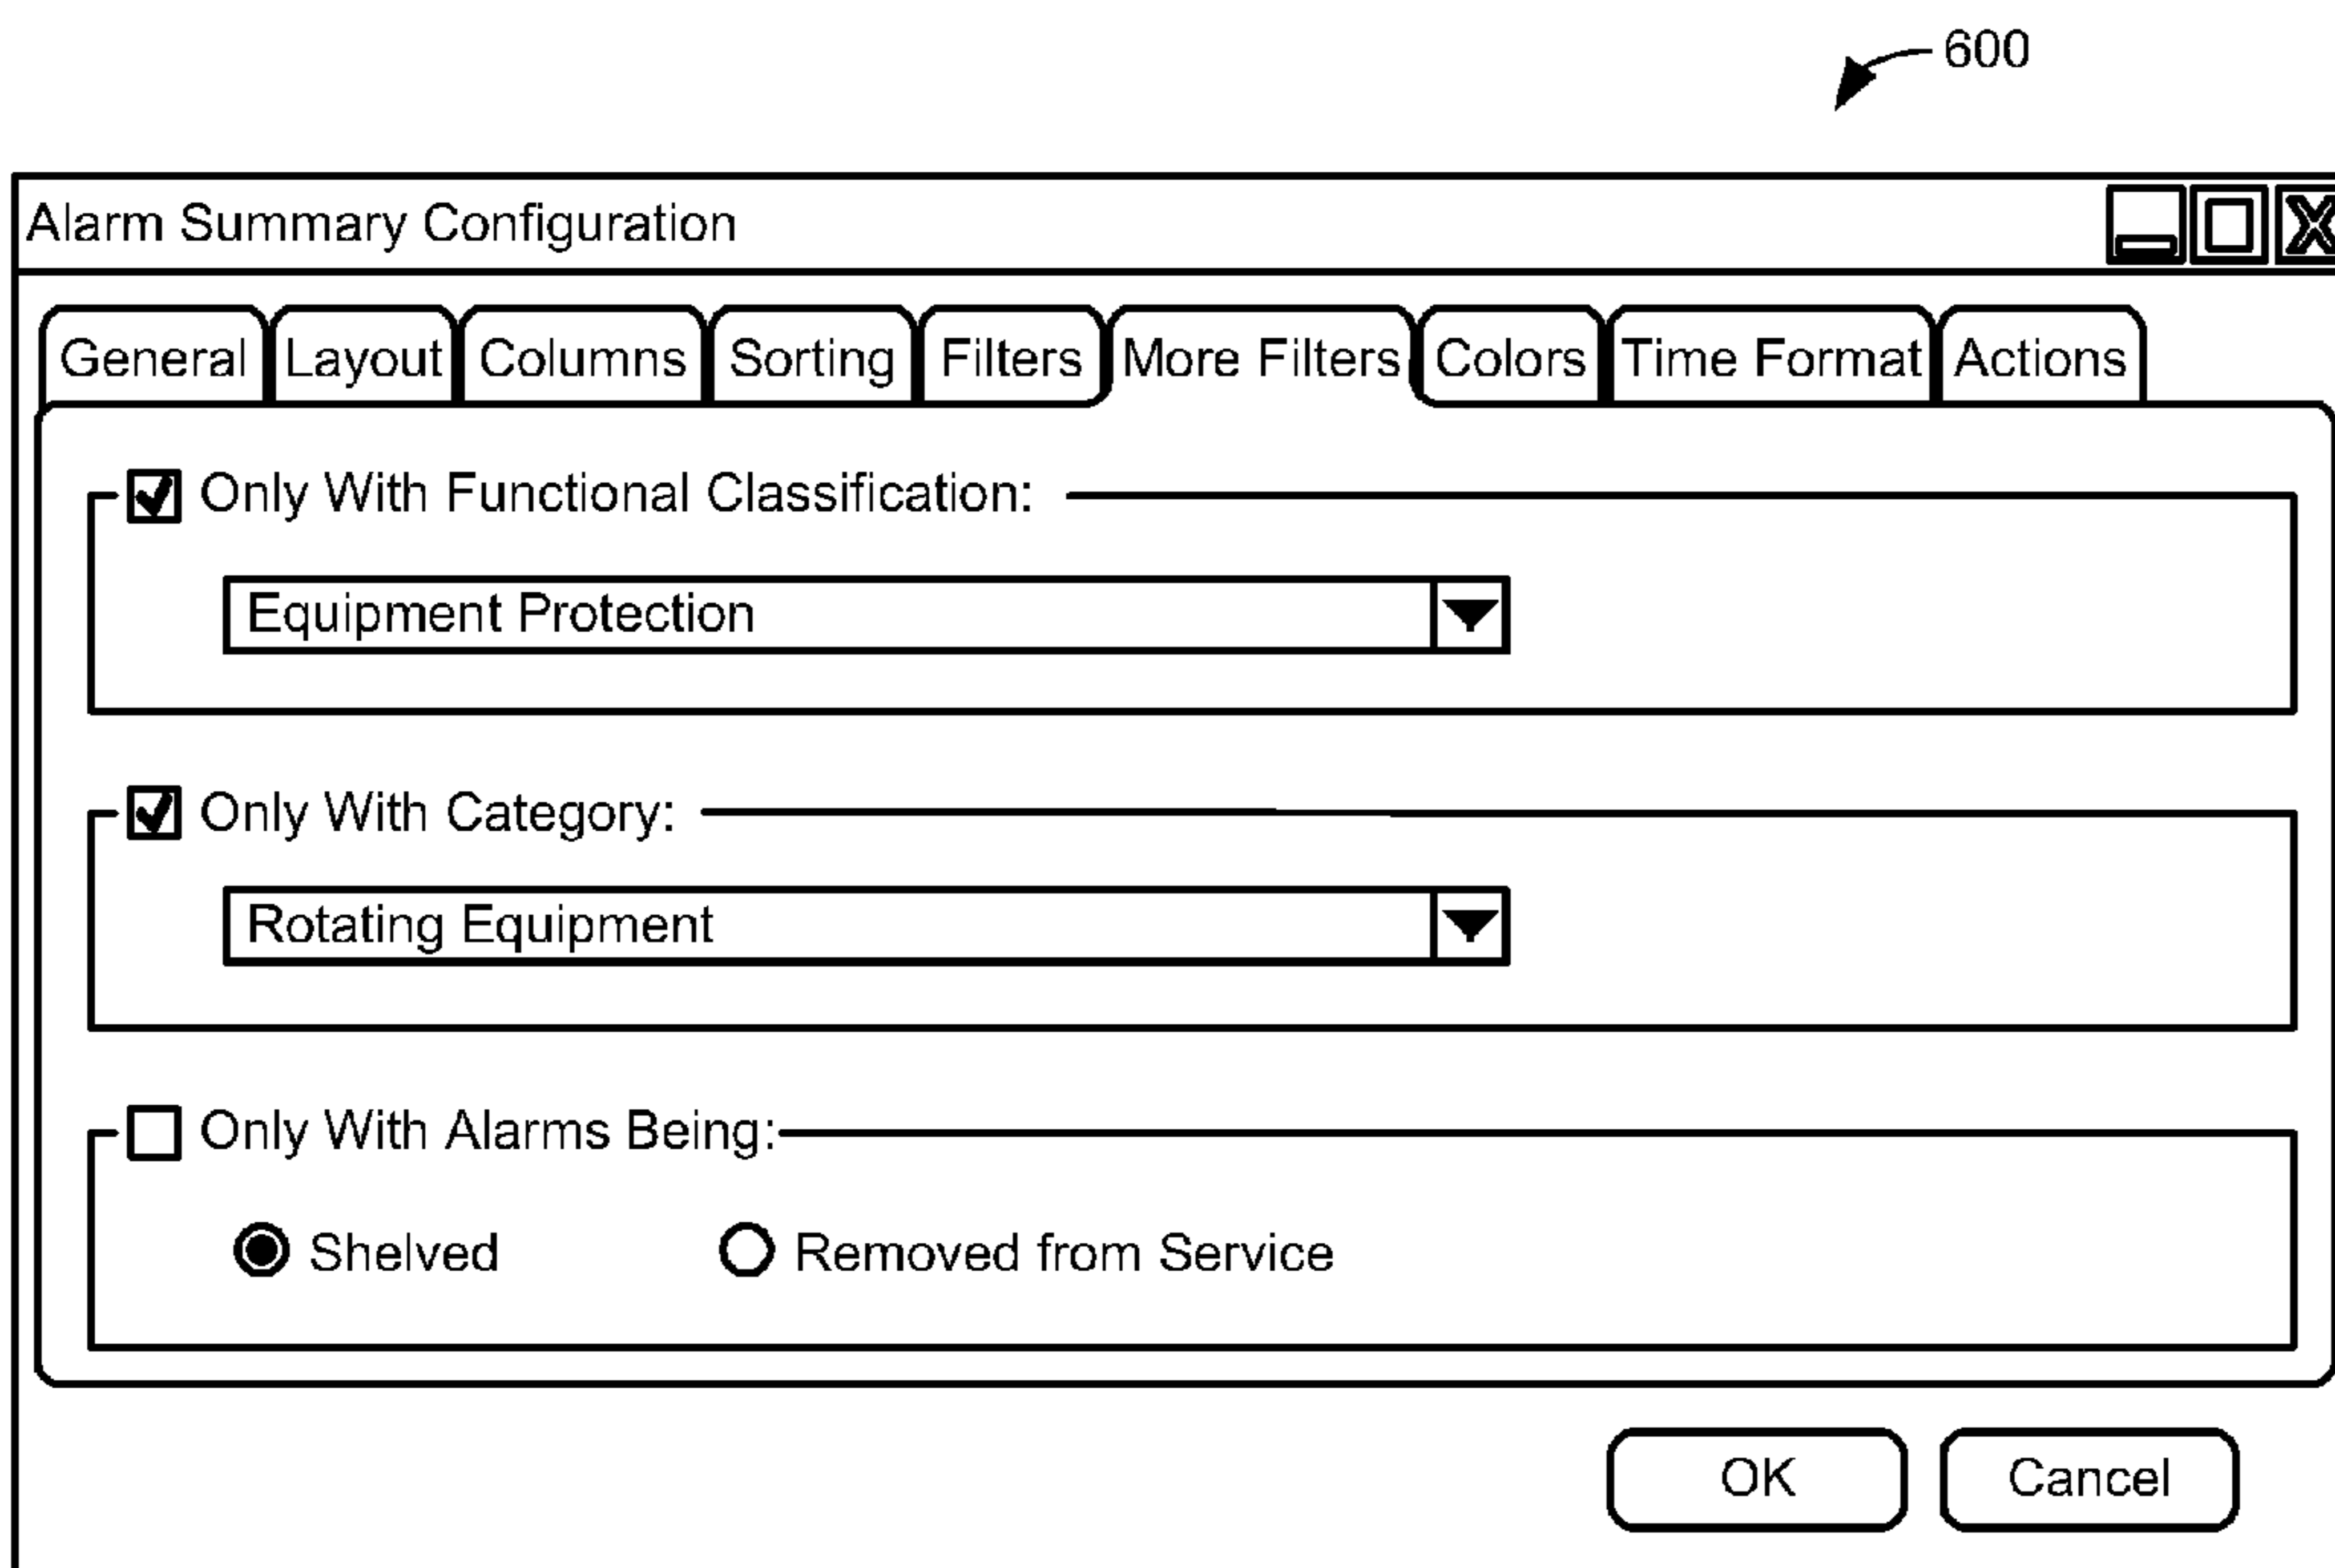 600
Alarm Summary Configuration
General Layout Columns Sorting Filters More Filters Colors Time Format Actions
Only With Functional Classification:
Equipment Protection
Only With Category:
Rotating Equipment
Only With Alarms Being:
Shelved Removed from Service
OK Cancel